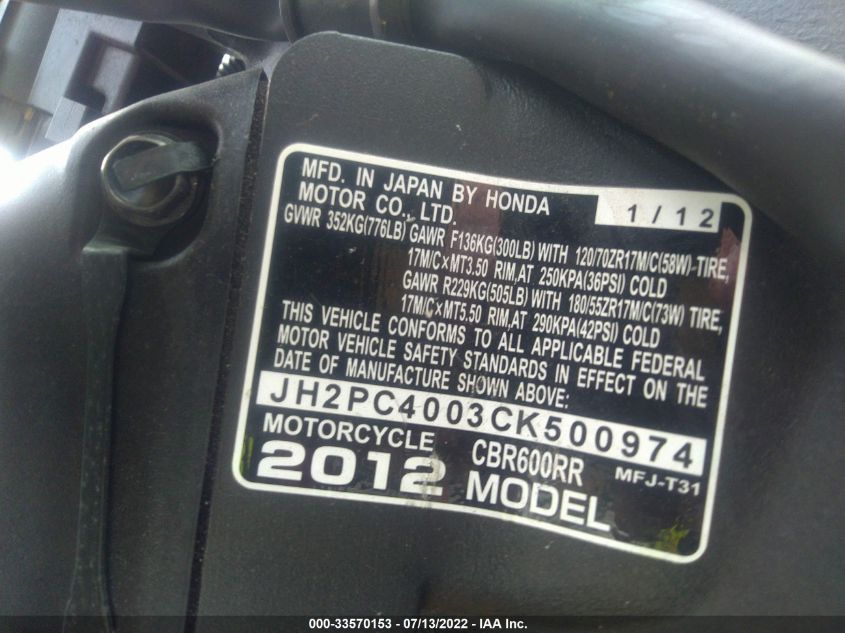 MFD. IN JAPAN BY HONDA
MOTOR CO., LTD.
1/12
GVWR 352KG(776LB) GAWR F136KG(300LB) WITH 120/70ZR17M/C(58W)-TIRE,
17M/C×MT3.50 RIM,AT 250KPA(36PSI) COLD
GAWR R229KG(505LB) WITH 180/55ZR17M/C(73W) TIRE,
17M/C×MT5.50 RIM,AT 290KPA(42PSI) COLD
THIS VEHICLE CONFORMS TO ALL APPLICABLE FEDERAL
MOTOR VEHICLE SAFETY STANDARDS IN EFFECT ON THE
DATE OF MANUFACTURE SHOWN ABOVE:
JH2PC4003CK500974
MOTORCYCLE CBR600RR MFJ-T31
2012 MODEL
000-33570153 - 07/13/2022 - IAA Inc.